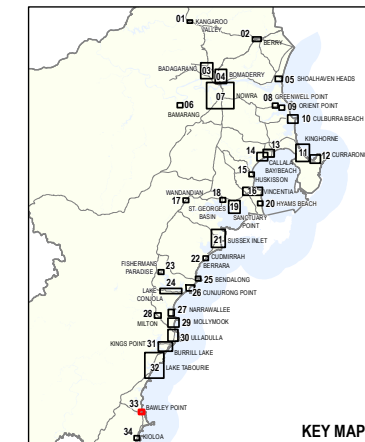 01
KANGAROO
VALLEY
02
BERRY
BADAGARANG
03
04
BOMADERRY
05
SHOALHAVEN HEADS
07
NOWRA
06
BAMARANG
08
GREENWELL POINT
09
ORIENT POINT
10
CULBURRA BEACH
KINGHORNE
11
12
CURRARONG
13
14
CALLALA
BAY/BEACH
15
HUSKISSON
16
VINCENTIA
WANDANDIAN
17
18
ST. GEORGES
BASIN
19
20
HYAMS BEACH
SANCTUARY
POINT
21
SUSSEX INLET
22
CUDMIRRAH
BERRARA
FISHERMANS
PARADISE
23
24
LAKE
CONJOLA
25
BENDALONG
26
CUNJURONG POINT
27
NARRAWALLEE
28
MILTON
29
MOLLYMOOK
30
ULLADULLA
KINGS POINT
31
BURRILL LAKE
32
LAKE TABOURIE
33
BAWLEY POINT
34
KIOLOA
KEY MAP